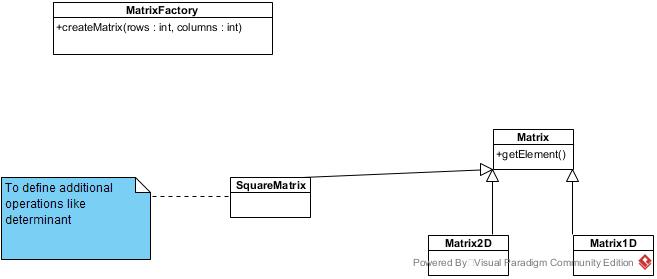 MatrixFactory
+createMatrix(rows : int, columns : int)
Matrix
+getElement()
To define additional
operations like
determinant
SquareMatrix
Matrix2D
Matrix1D
Powered By Visual Paradigm Community Edition